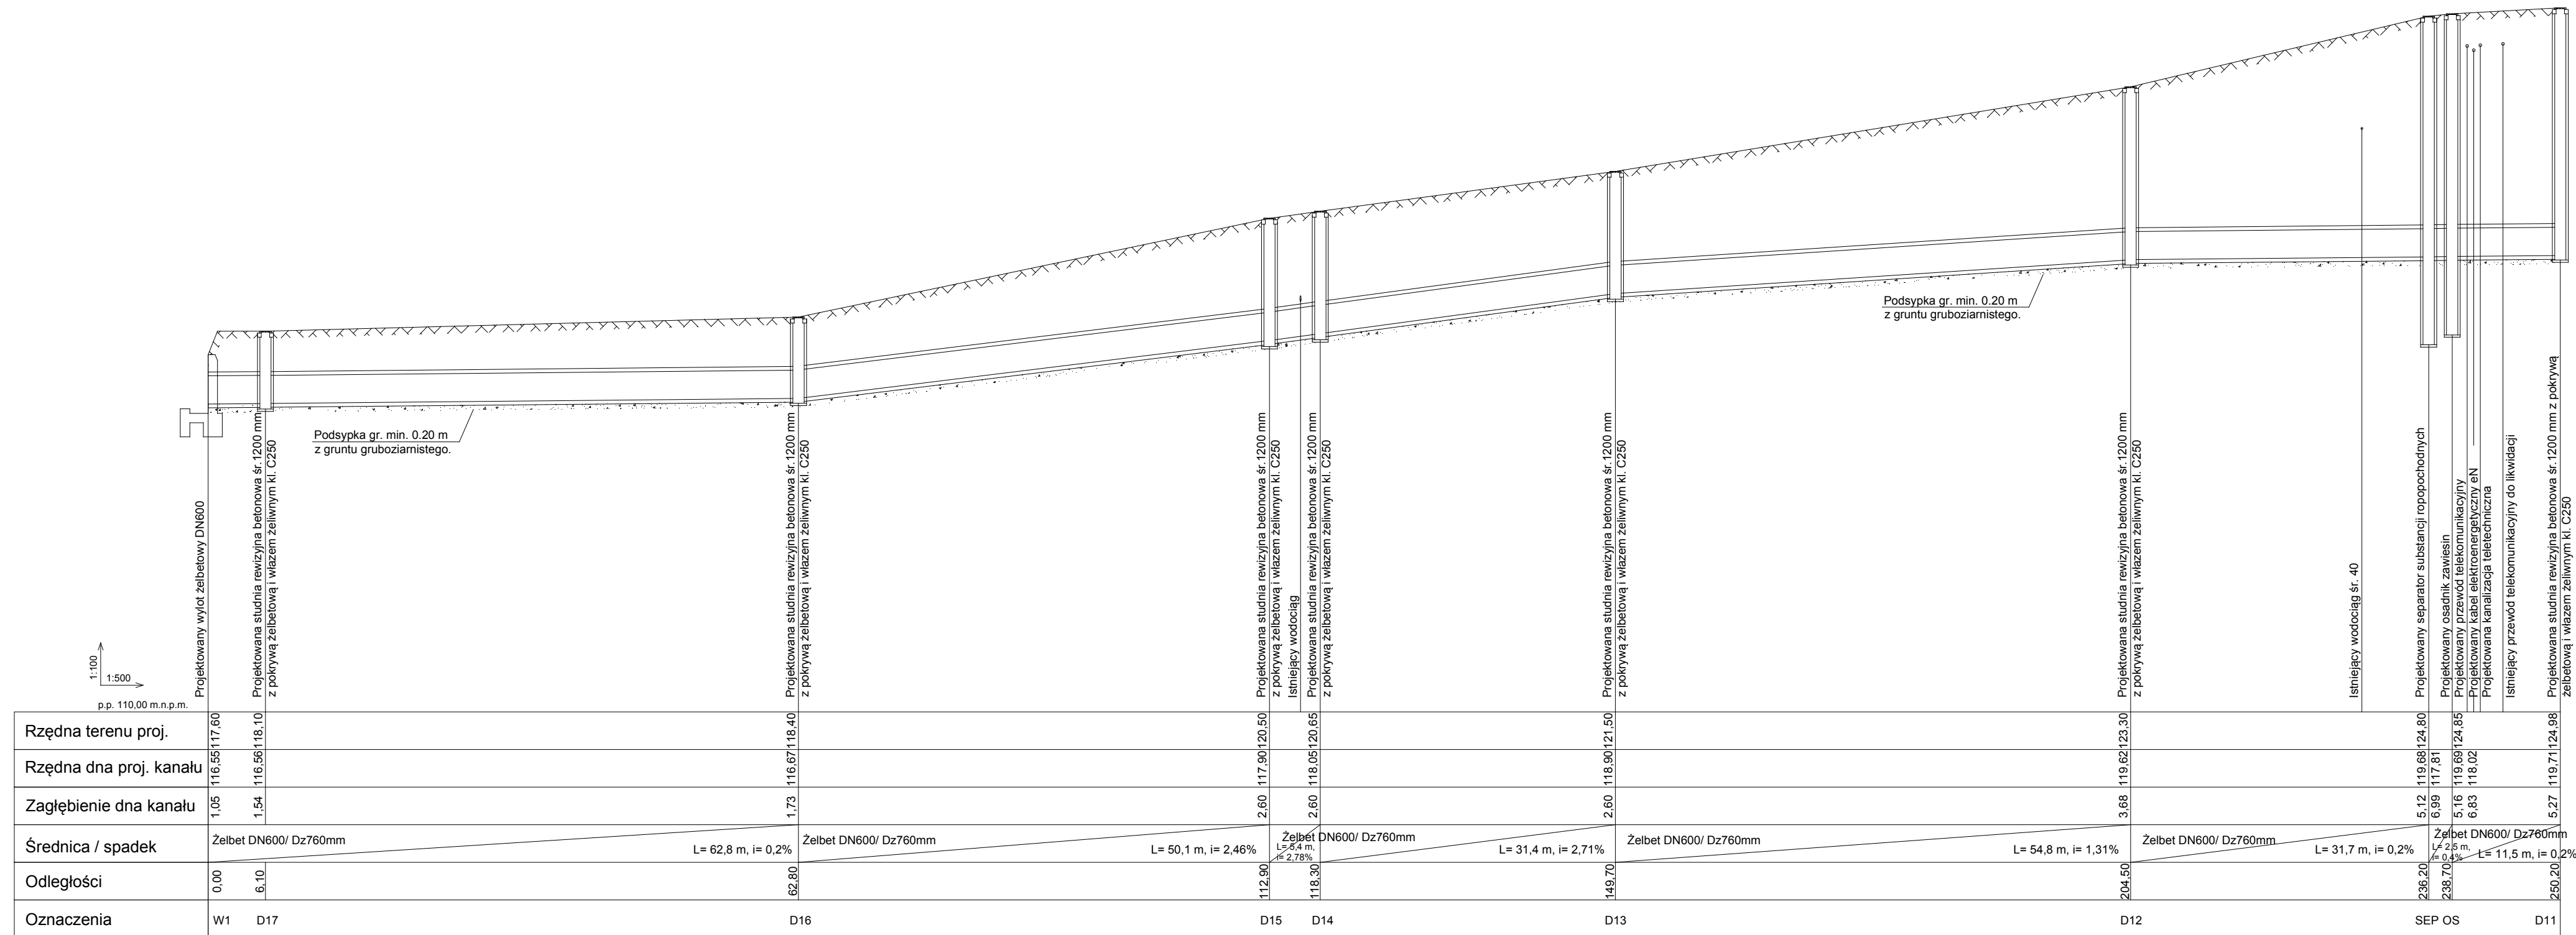 Podsypka gr. min. 0.20 m
z gruntu gruboziarnistego.
Podsypka gr. min. 0.20 m
z gruntu gruboziarnistego.
1:100
1:500
p.p. 110,00 m.n.p.m.
Projektowany wylot żelbetowy DN600
Projektowana studnia rewizyjna betonowa śr.1200 mm
z pokrywą żelbetową i włazem żeliwnym kl. C250
Projektowana studnia rewizyjna betonowa śr.1200 mm
z pokrywą żelbetową i włazem żeliwnym kl. C250
Projektowana studnia rewizyjna betonowa śr.1200 mm
z pokrywą żelbetową i włazem żeliwnym kl. C250
Istniejący wodociąg
Projektowana studnia rewizyjna betonowa śr.1200 mm
z pokrywą żelbetową i włazem żeliwnym kl. C250
Projektowana studnia rewizyjna betonowa śr.1200 mm
z pokrywą żelbetową i włazem żeliwnym kl. C250
Projektowana studnia rewizyjna betonowa śr.1200 mm
z pokrywą żelbetową i włazem żeliwnym kl. C250
Istniejący wodociąg śr. 40
Projektowany separator substancji ropopochodnych
Projektowany osadnik zawiesin
Projektowany przewód telekomunikacyjny
Projektowany kabel elektroenergetyczny eN
Projektowana kanalizacja teletechniczna
Istniejący przewód telekomunikacyjny do likwidacji
Projektowana studnia rewizyjna betonowa śr.1200 mm z pokrywą
żelbetową i włazem żeliwnym kl. C250
Rzędna terenu proj. 117,60 118,10 118,40 120,50 120,65 121,50 123,30 124,80 124,85 124,98
Rzędna dna proj. kanału 116,55 116,56 116,67 117,90 118,05 118,90 119,62 119,68 117,81 119,69 118,02 119,71
Zagłębienie dna kanału 1,05 1,54 1,73 2,60 2,60 2,60 3,68 5,12 6,99 5,16 6,83 5,27
Średnica / spadek
Żelbet DN600/ Dz760mm
L= 62,8 m, i= 0,2%
Żelbet DN600/ Dz760mm
L= 50,1 m, i= 2,46%
Żelbet DN600/ Dz760mm
L= 5,4 m,
i= 2,78%
L= 31,4 m, i= 2,71%
Żelbet DN600/ Dz760mm
L= 54,8 m, i= 1,31%
Żelbet DN600/ Dz760mm
L= 31,7 m, i= 0,2%
Żelbet DN600/ Dz760mm
L= 2,5 m,
i= 0,4%
L= 11,5 m, i= 0,2%
Odległości 0,00 6,10 62,80 112,90 118,30 149,70 204,50 236,20 238,70 250,20
Oznaczenia W1 D17 D16 D15 D14 D13 D12 SEP OS D11